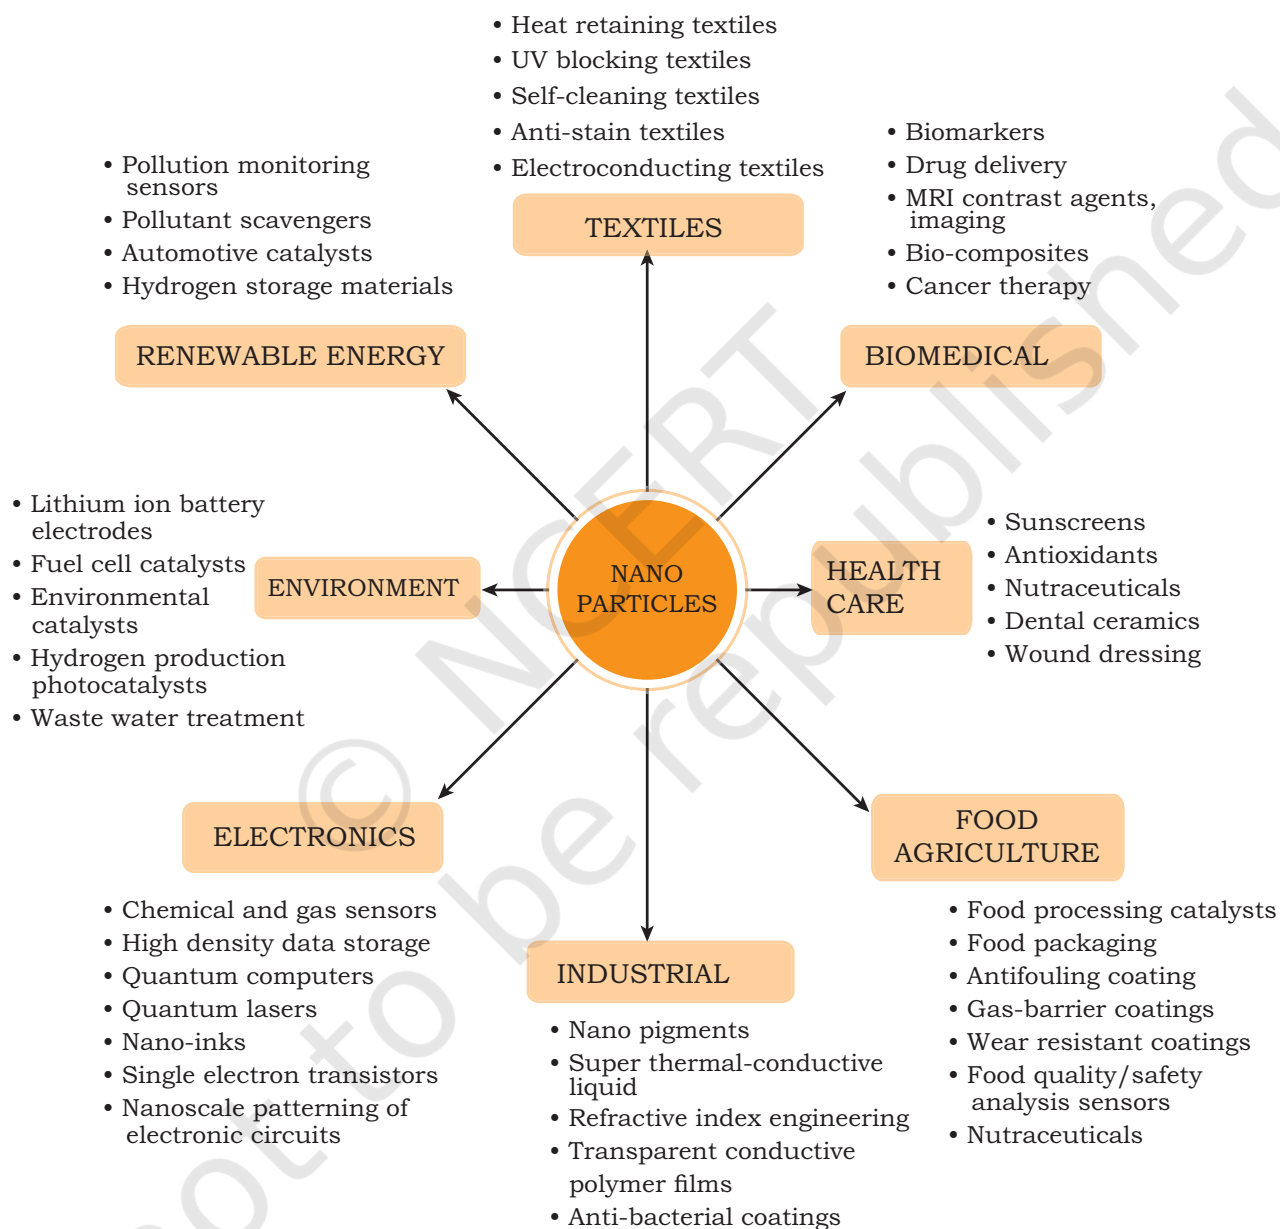 • Heat retaining textiles
• UV blocking textiles
• Self-cleaning textiles
• Anti-stain textiles
• Electroconducting textiles
TEXTILES
• Pollution monitoring
sensors
• Pollutant scavengers
• Automotive catalysts
• Hydrogen storage materials
RENEWABLE ENERGY
• Biomarkers
• Drug delivery
• MRI contrast agents,
imaging
• Bio-composites
• Cancer therapy
BIOMEDICAL
• Lithium ion battery
electrodes
• Fuel cell catalysts
• Environmental
catalysts
• Hydrogen production
photocatalysts
• Waste water treatment
ENVIRONMENT
NANO
PARTICLES
HEALTH
CARE
• Sunscreens
• Antioxidants
• Nutraceuticals
• Dental ceramics
• Wound dressing
ELECTRONICS
• Chemical and gas sensors
• High density data storage
• Quantum computers
• Quantum lasers
• Nano-inks
• Single electron transistors
• Nanoscale patterning of
electronic circuits
INDUSTRIAL
• Nano pigments
• Super thermal-conductive
liquid
• Refractive index engineering
• Transparent conductive
polymer films
• Anti-bacterial coatings
FOOD
AGRICULTURE
• Food processing catalysts
• Food packaging
• Antifouling coating
• Gas-barrier coatings
• Wear resistant coatings
• Food quality/safety
analysis sensors
• Nutraceuticals
© NCERT
not to be republished